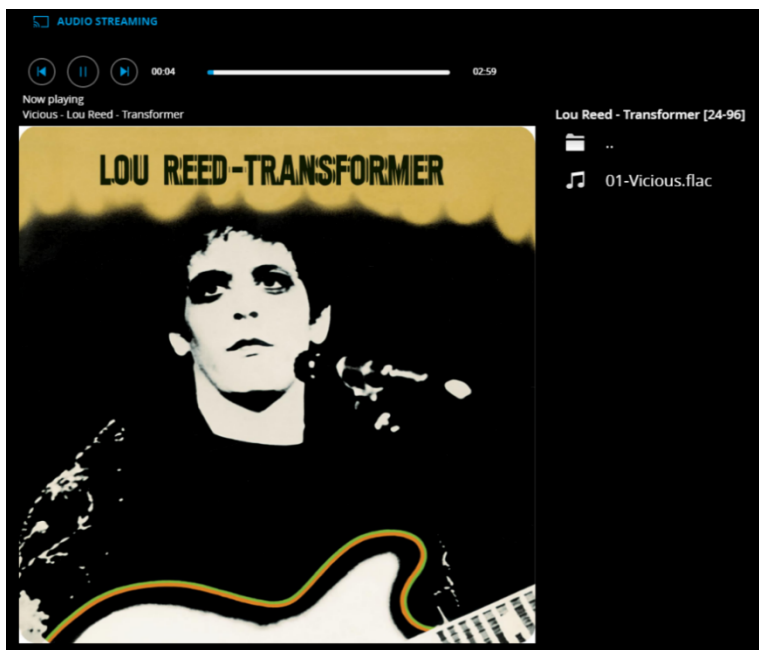 AUDIO STREAMING
00:04
02:59
Now playing
Vicious - Lou Reed - Transformer
Lou Reed - Transformer [24-96]
..
01-Vicious.flac
LOU REED-TRANSFORMER